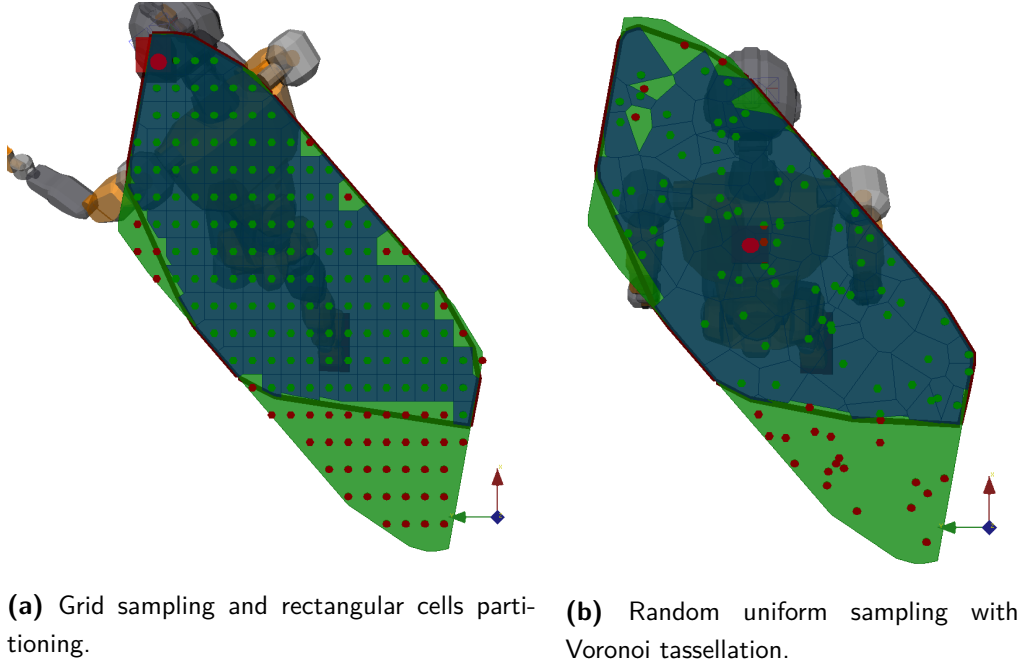 (a) Grid sampling and rectangular cells parti-
tioning.
(b) Random uniform sampling with
Voronoi tassellation.